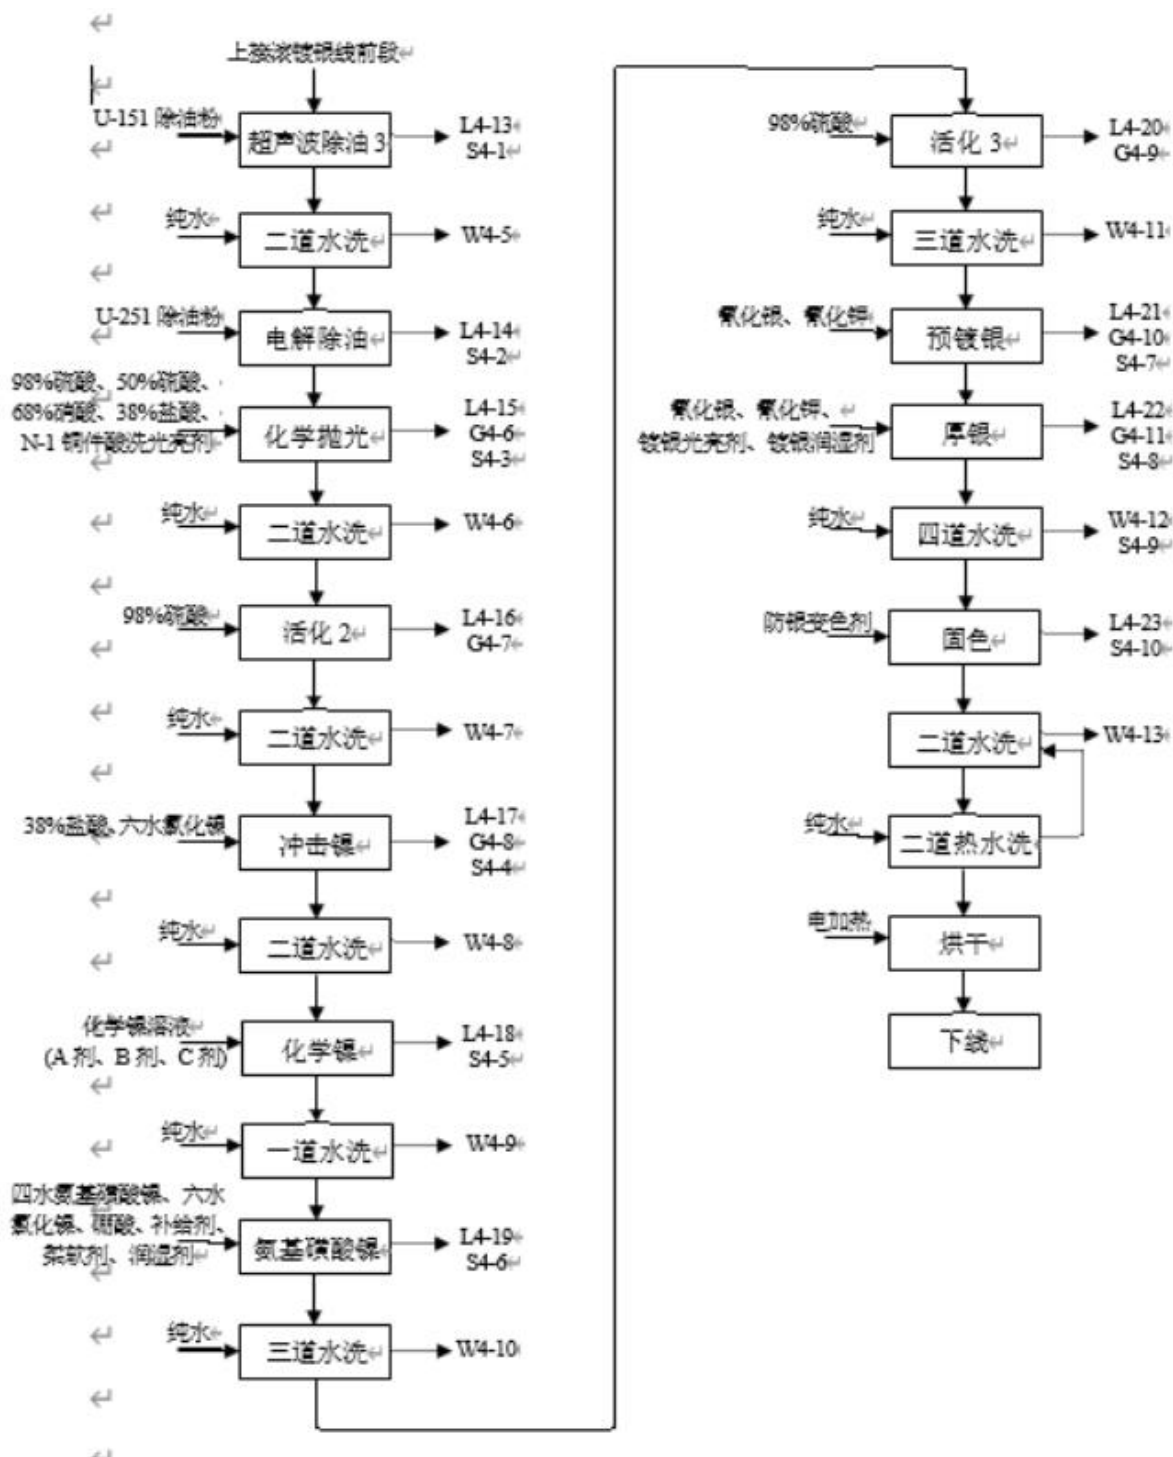 上接滚镀银线前段
U-151 除油粉
超声波除油 3
L4-13
S4-1
纯水
二道水洗
W4-5
U-251 除油粉
电解除油
L4-14
S4-2
98%硫酸、50%硫酸、
68%硝酸、38%盐酸、
N-1 铜件酸洗光亮剂
化学抛光
L4-15
G4-6
S4-3
纯水
二道水洗
W4-6
98%硫酸
活化 2
L4-16
G4-7
纯水
二道水洗
W4-7
38%盐酸、六水氯化镍
冲击镍
L4-17
G4-8
S4-4
纯水
二道水洗
W4-8
化学镍溶液
(A 剂、B 剂、C 剂)
化学镍
L4-18
S4-5
纯水
一道水洗
W4-9
四水氨基磺酸镍、六水
氯化镍、硼酸、补给剂、
柔软剂、润湿剂
氨基磺酸镍
L4-19
S4-6
纯水
三道水洗
W4-10
98%硫酸
活化 3
L4-20
G4-9
纯水
三道水洗
W4-11
氰化银、氰化钾
预镀银
L4-21
G4-10
S4-7
氰化银、氰化钾、
镀银光亮剂、镀银润湿剂
厚银
L4-22
G4-11
S4-8
纯水
四道水洗
W4-12
S4-9
防银变色剂
固色
L4-23
S4-10
二道水洗
W4-13
纯水
二道热水洗
电加热
烘干
下线